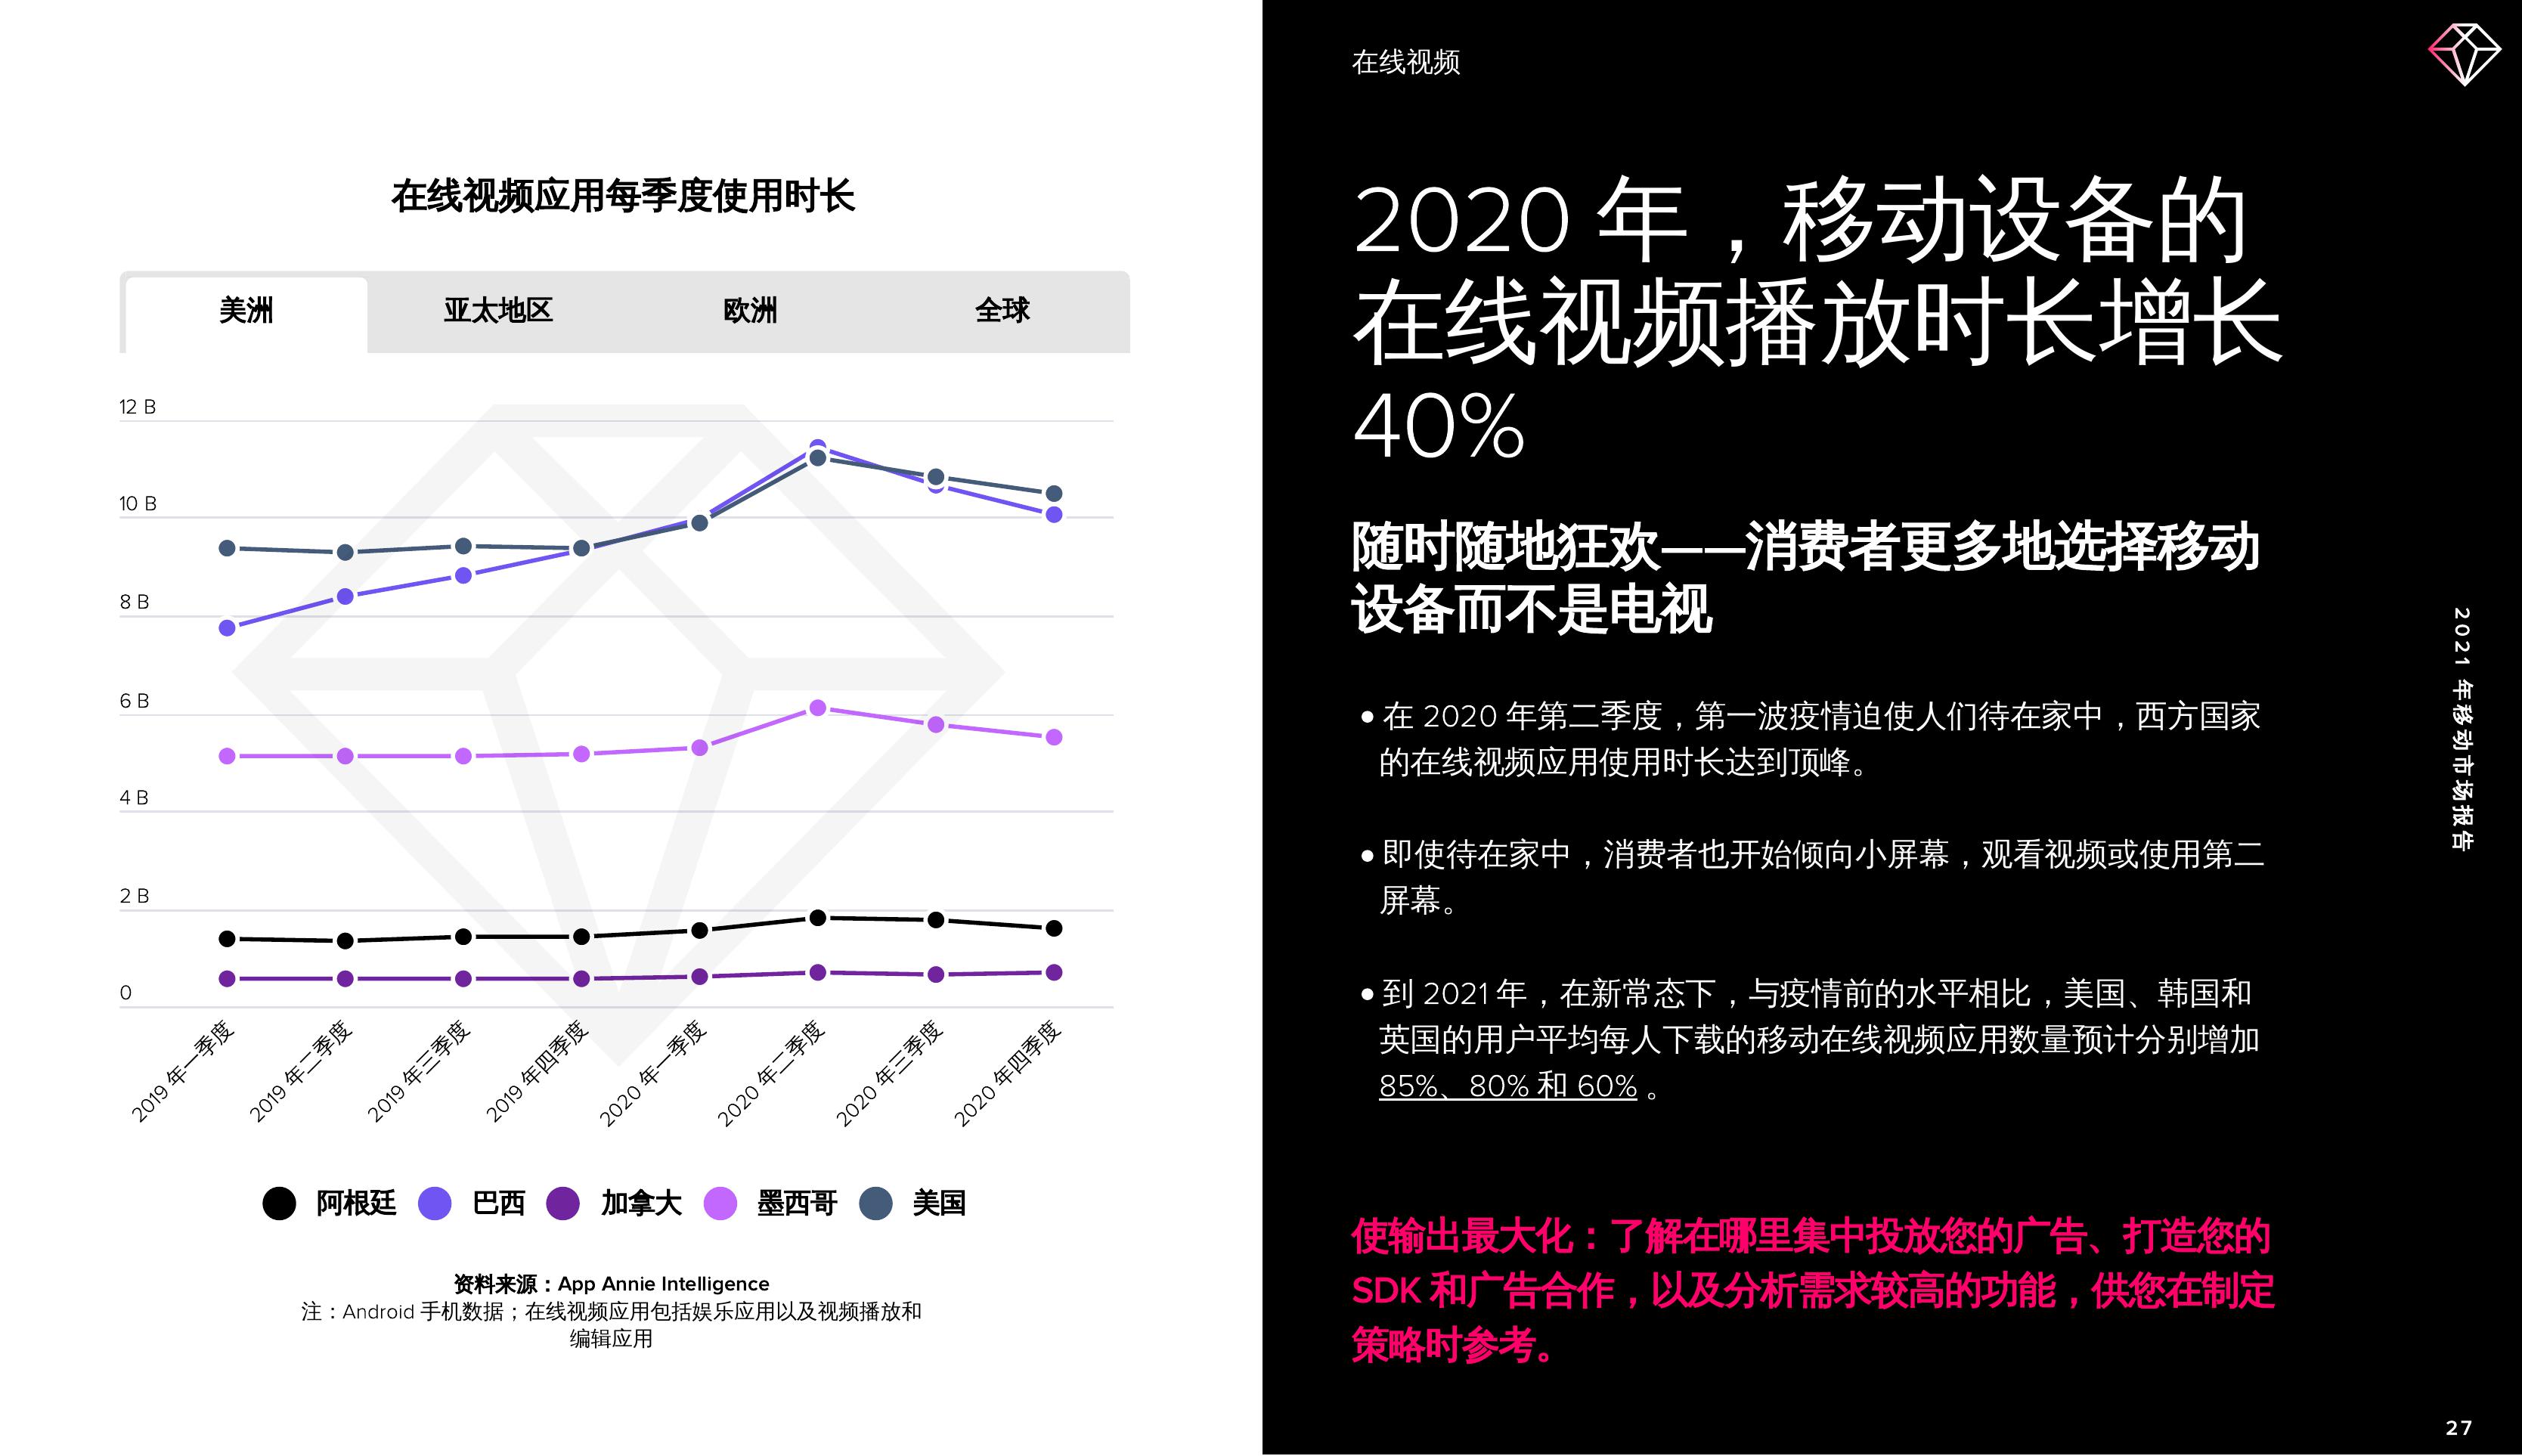 在线视频应用每季度使用时长
美洲 亚太地区 欧洲 全球
12 B
10 B
8 B
6 B
4 B
2 B
0
2019 年一季度
2019 年二季度
2019 年三季度
2019 年四季度
2020 年一季度
2020 年二季度
2020 年三季度
2020 年四季度
阿根廷 巴西 加拿大 墨西哥 美国
资料来源：App Annie Intelligence
注：Android 手机数据；在线视频应用包括娱乐应用以及视频播放和
编辑应用
在线视频
2020 年，移动设备的
在线视频播放时长增长
40%
随时随地狂欢——消费者更多地选择移动
设备而不是电视
● 在 2020 年第二季度，第一波疫情迫使人们待在家中，西方国家
的在线视频应用使用时长达到顶峰。
● 即使待在家中，消费者也开始倾向小屏幕，观看视频或使用第二
屏幕。
● 到 2021 年，在新常态下，与疫情前的水平相比，美国、韩国和
英国的用户平均每人下载的移动在线视频应用数量预计分别增加
85%、80% 和 60% 。
使输出最大化：了解在哪里集中投放您的广告、打造您的
SDK 和广告合作，以及分析需求较高的功能，供您在制定
策略时参考。
2021 年移动市场报告
27